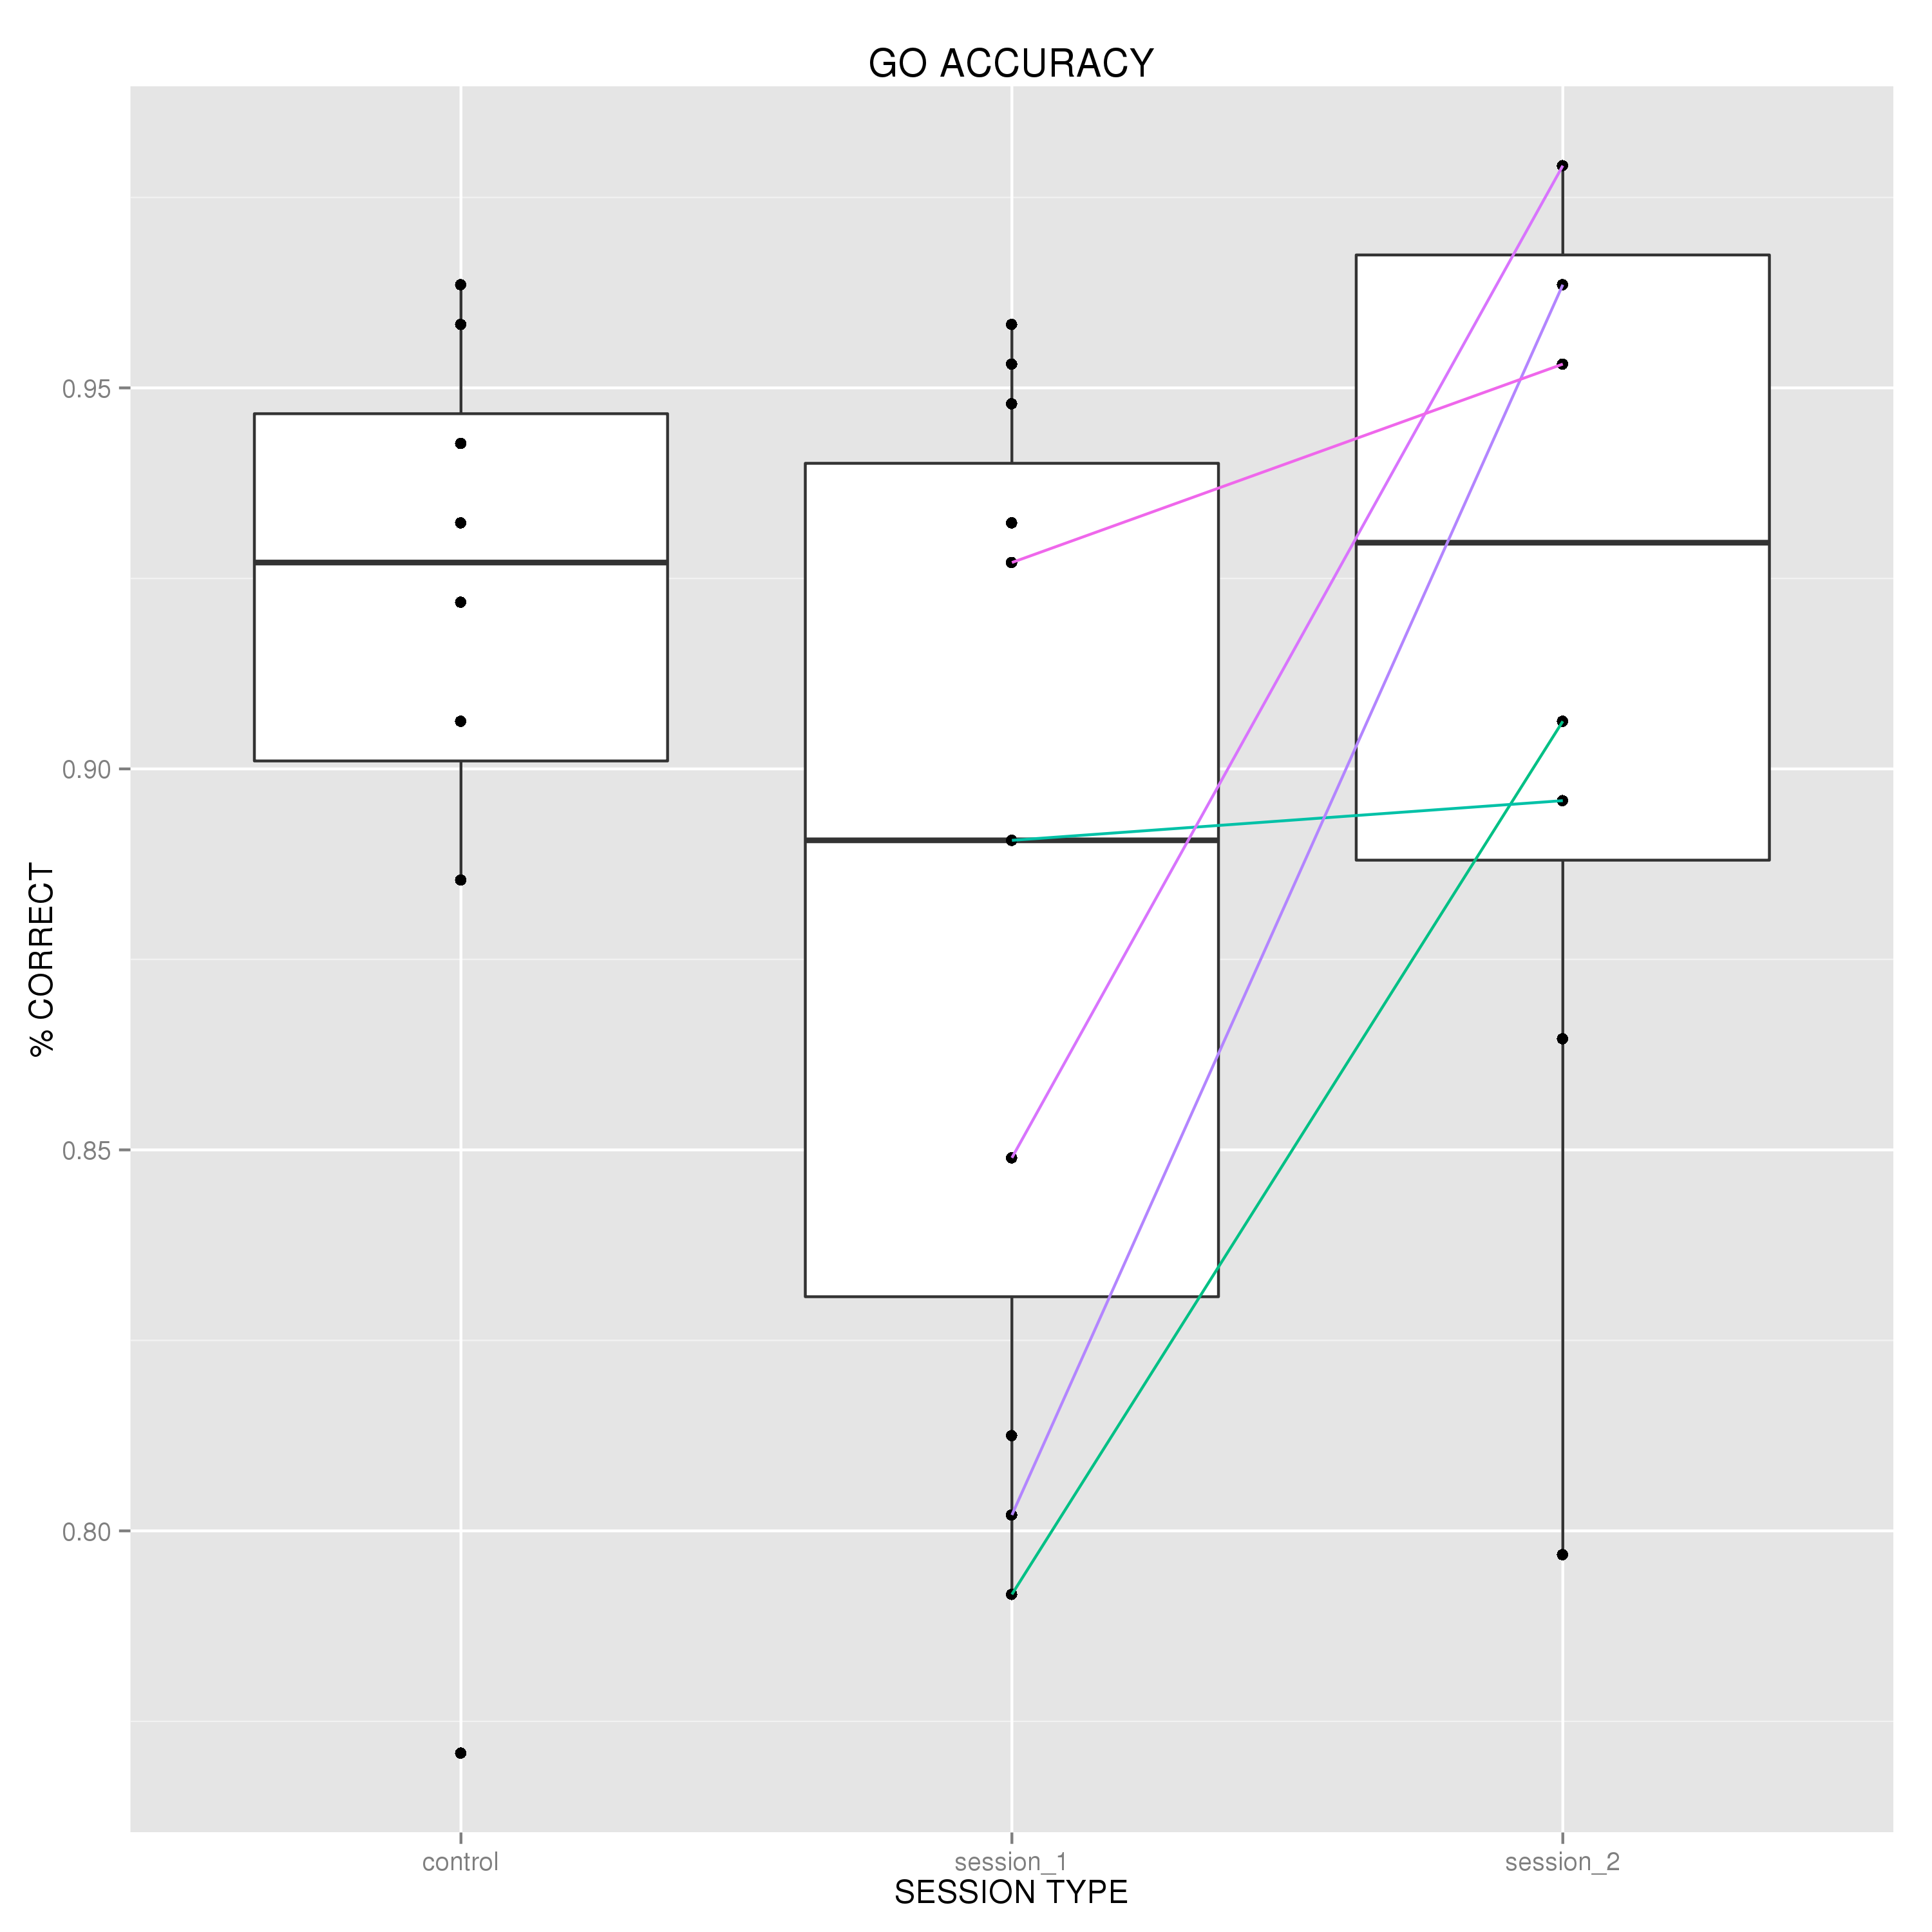 GO ACCURACY
% CORRECT
0.95
0.90
0.85
0.80
control session_1 session_2
SESSION TYPE